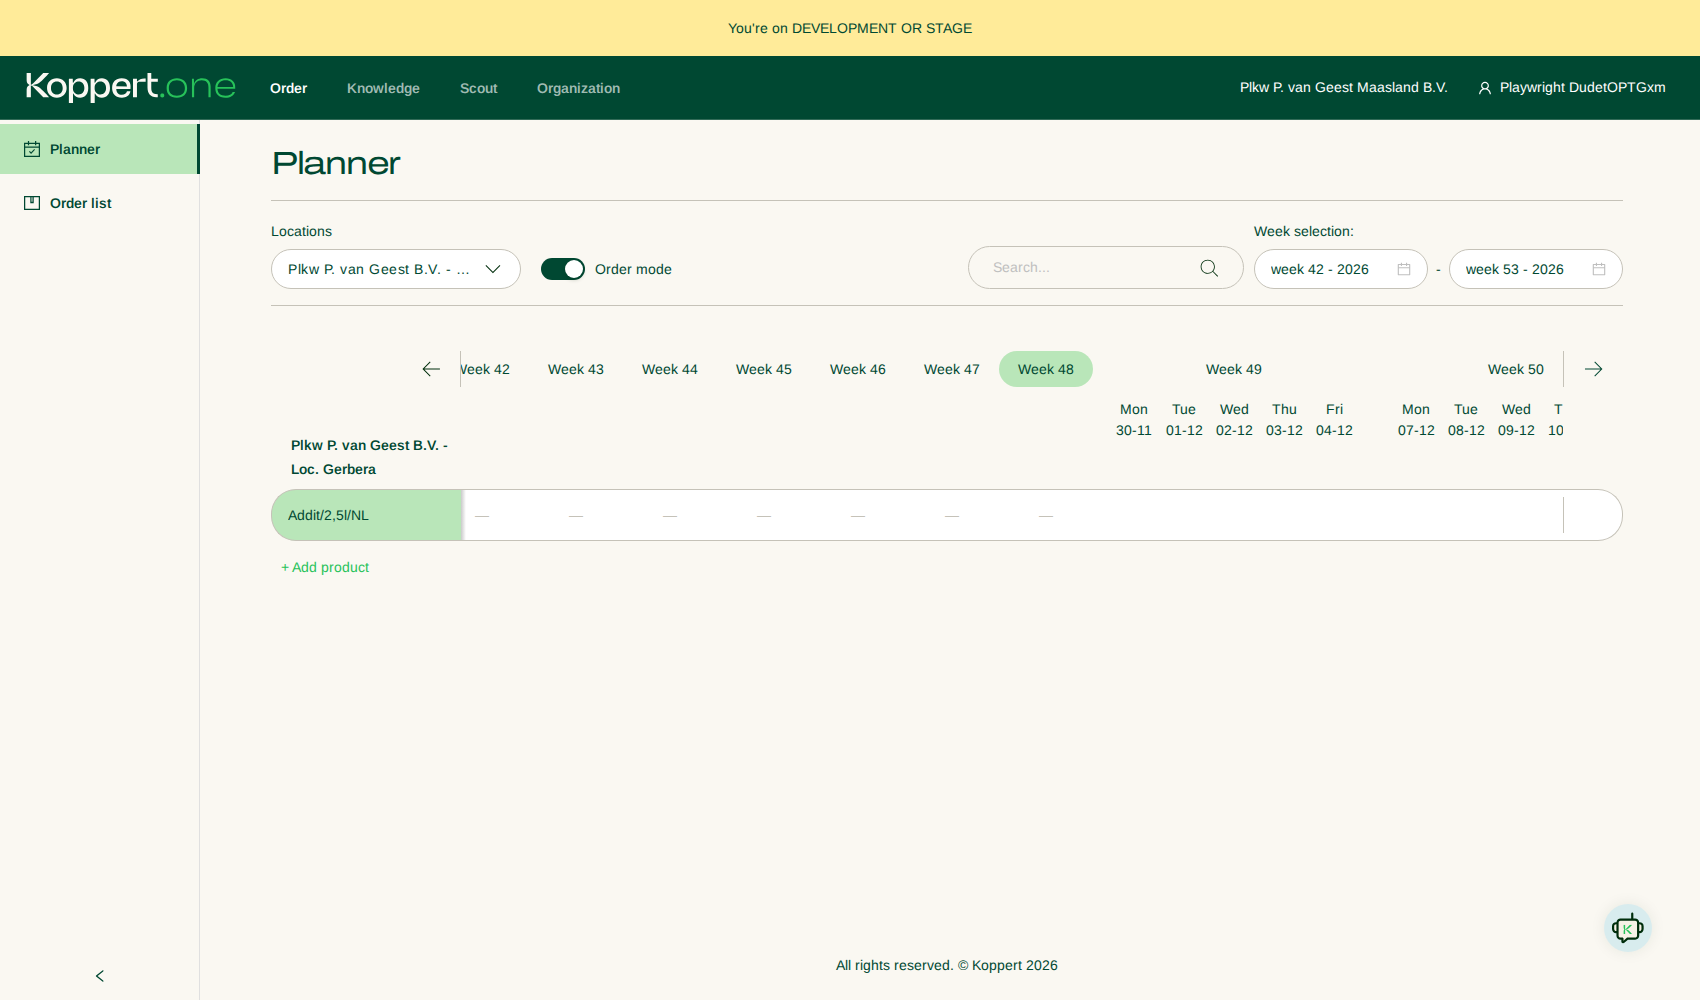 You're on DEVELOPMENT OR STAGE
Koppert.one
Order
Knowledge
Scout
Organization
Plkw P. van Geest Maasland B.V.
Playwright DudetOPTGxm
Planner
Order list
Planner
Locations
Week selection:
Plkw P. van Geest B.V. - ...
Order mode
Search...
week 42 - 2026
-
week 53 - 2026
Week 42
Week 43
Week 44
Week 45
Week 46
Week 47
Week 48
Week 49
Week 50
Mon Tue Wed Thu Fri Mon Tue Wed T
30-11 01-12 02-12 03-12 04-12 07-12 08-12 09-12 10
Plkw P. van Geest B.V. -
Loc. Gerbera
Addit/2,5l/NL — — — — — — —
+ Add product
All rights reserved. © Koppert 2026